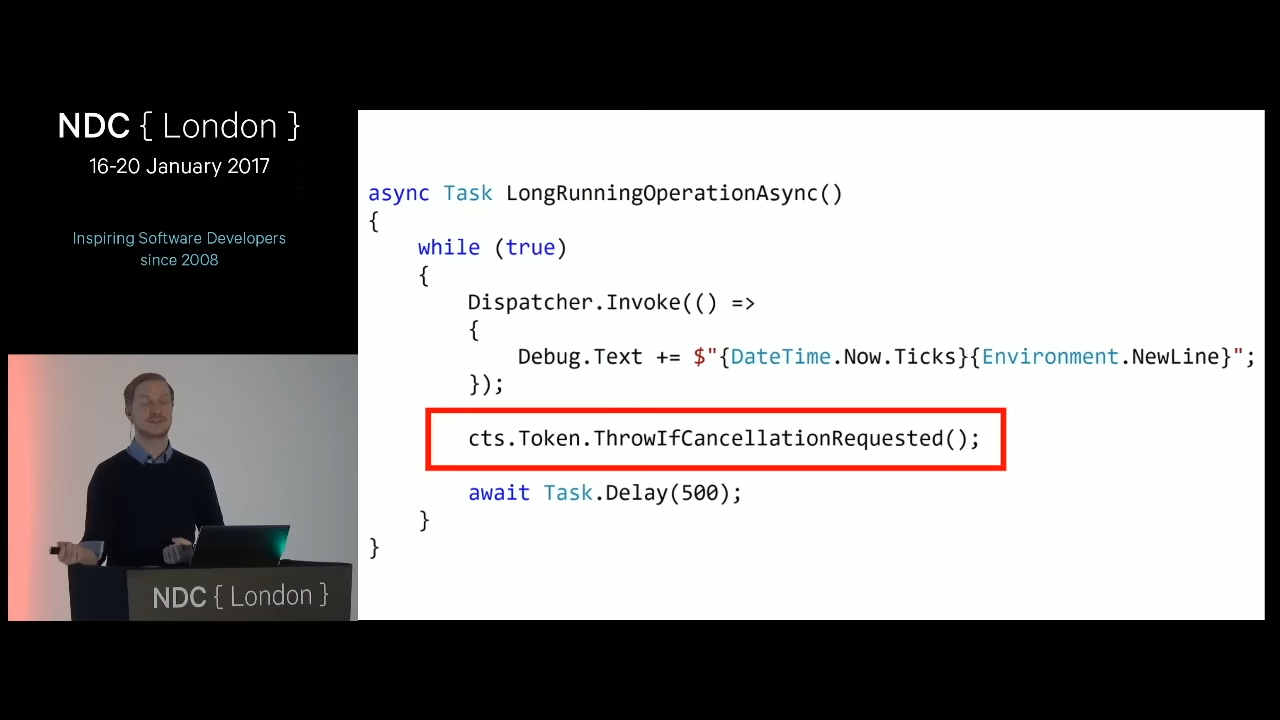 NDC { London }
16-20 January 2017
Inspiring Software Developers
since 2008
async Task LongRunningOperationAsync()
{
    while (true)
    {
        Dispatcher.Invoke(() =>
        {
            Debug.Text += $"{DateTime.Now.Ticks}{Environment.NewLine}";
        });
        cts.Token.ThrowIfCancellationRequested();
        await Task.Delay(500);
    }
}
NDC { London }